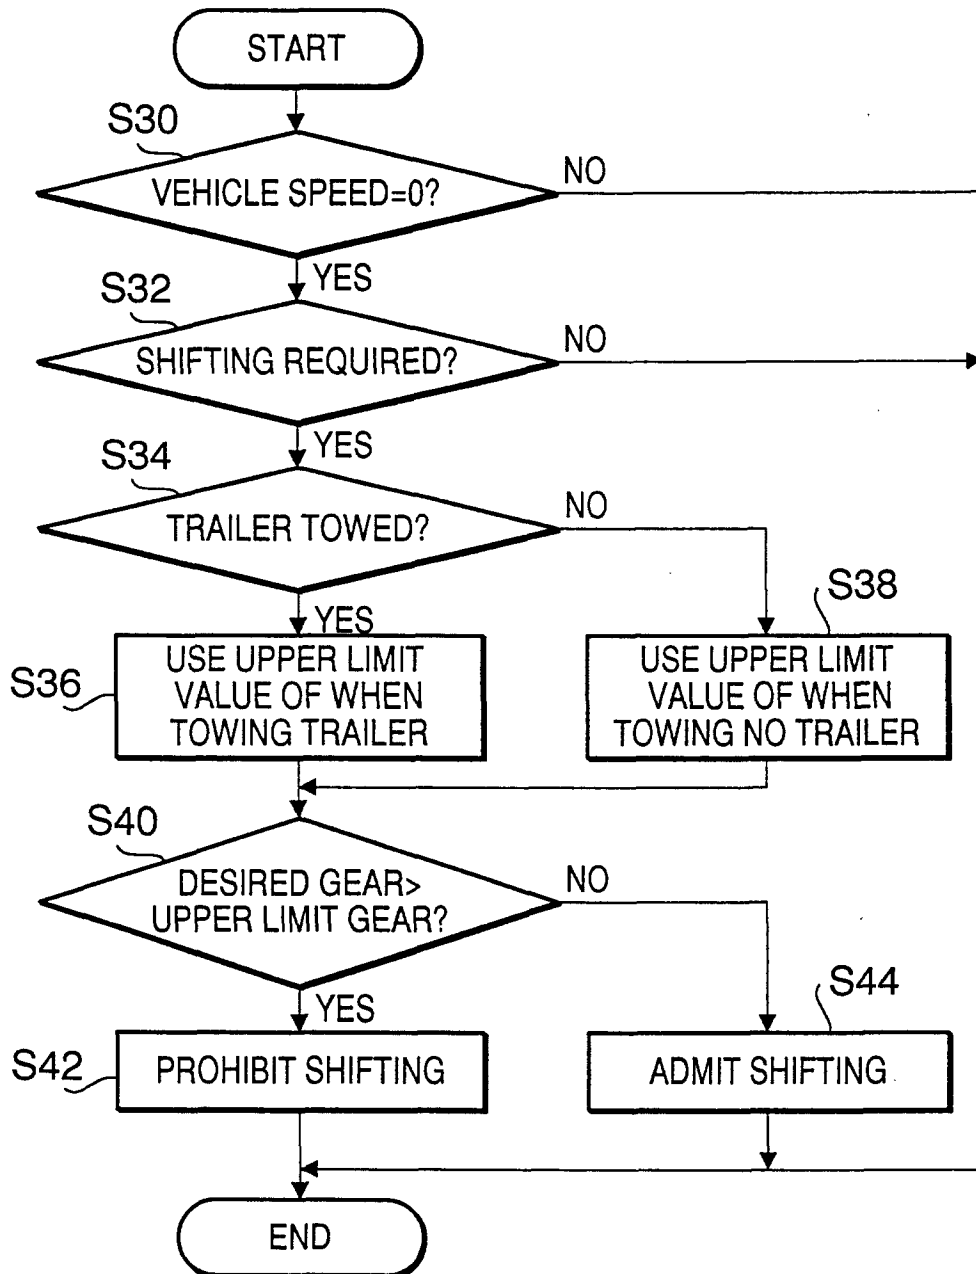 START
S30
VEHICLE SPEED=0?
NO
YES
S32
SHIFTING REQUIRED?
NO
YES
S34
TRAILER TOWED?
NO
YES
S36
USE UPPER LIMIT
VALUE OF WHEN
TOWING TRAILER
S38
USE UPPER LIMIT
VALUE OF WHEN
TOWING NO TRAILER
S40
DESIRED GEAR>
UPPER LIMIT GEAR?
NO
YES
S42
PROHIBIT SHIFTING
S44
ADMIT SHIFTING
END